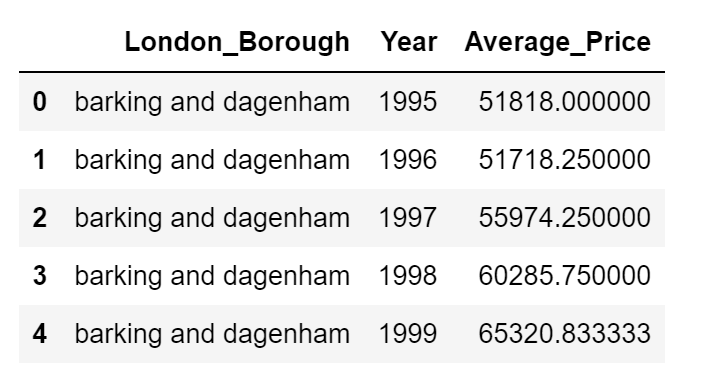 London_Borough Year Average_Price
0 barking and dagenham 1995 51818.000000
1 barking and dagenham 1996 51718.250000
2 barking and dagenham 1997 55974.250000
3 barking and dagenham 1998 60285.750000
4 barking and dagenham 1999 65320.833333